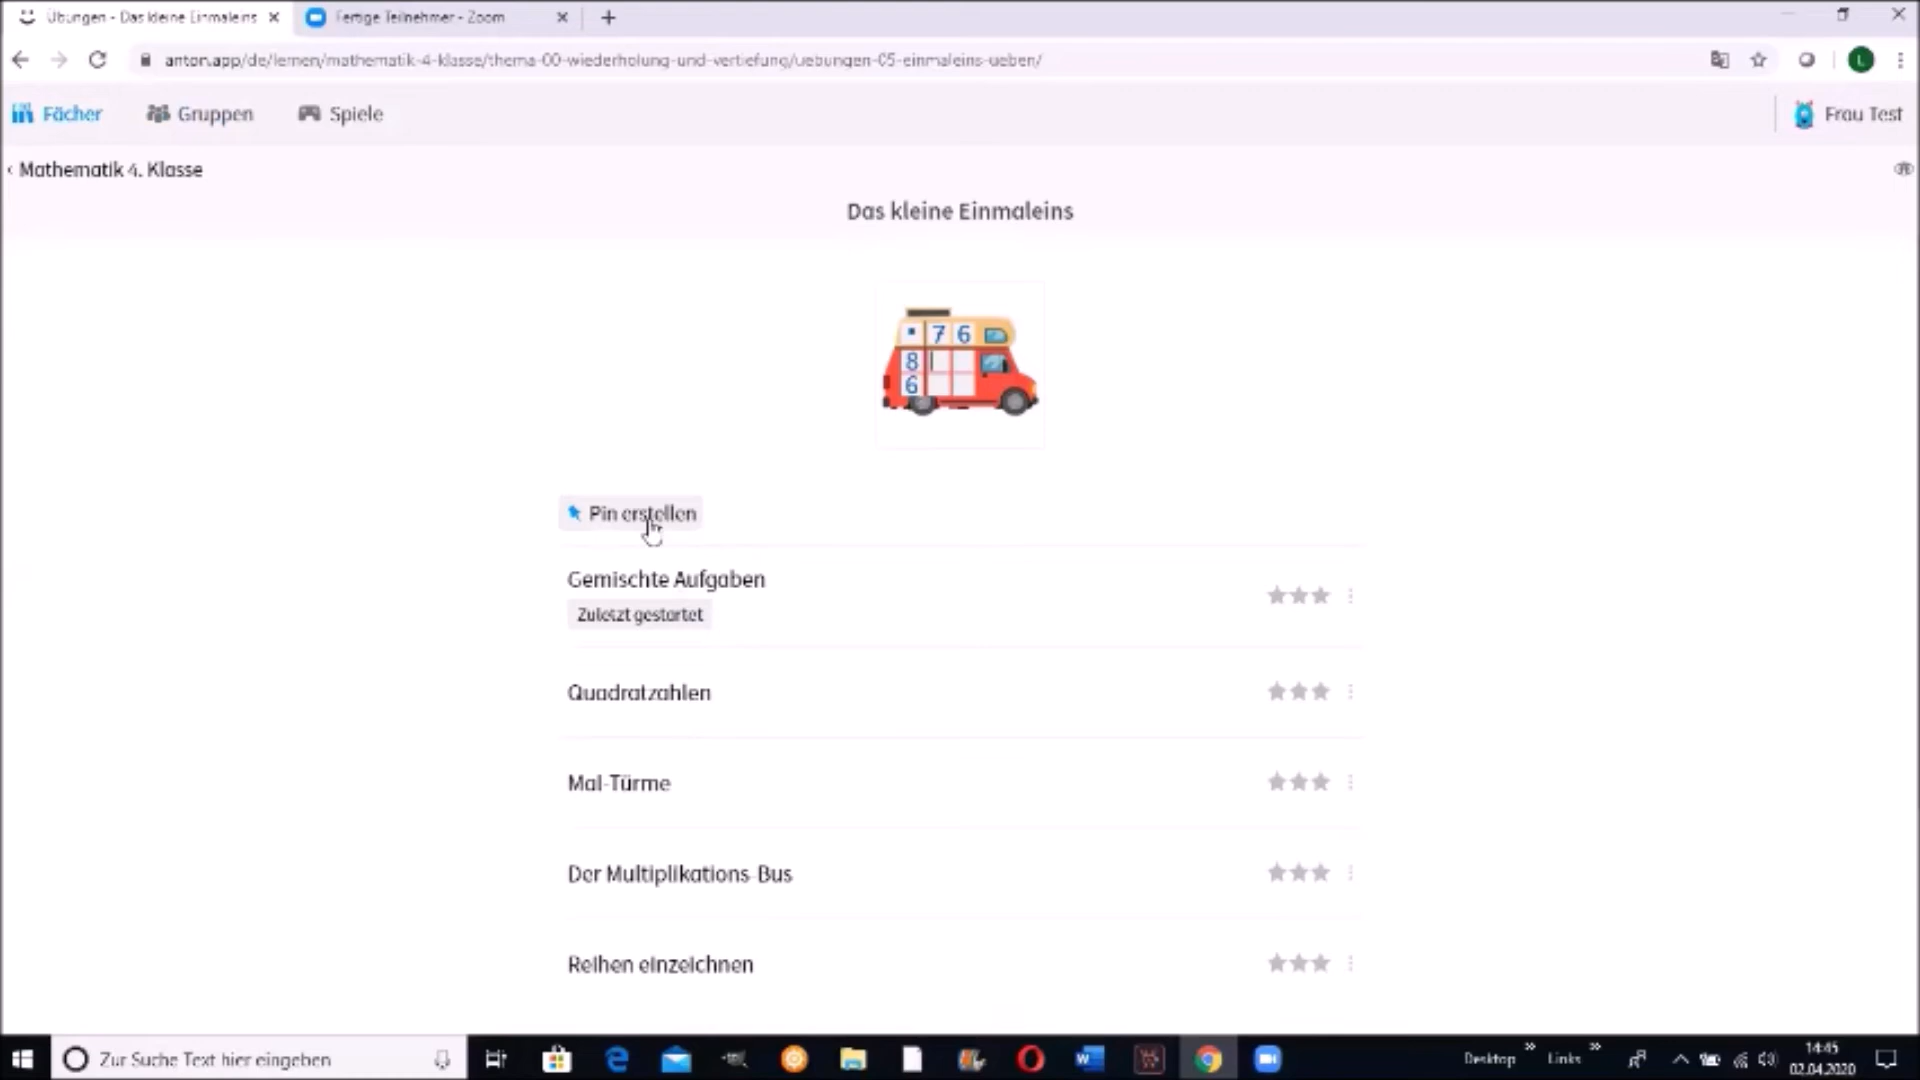 Übungen - Das kleine Einmaleins
Fertige Teilnehmer - Zoom
anton.app/de/lernen/mathematik-4-klasse/thema-00-wiederholung-und-vertiefung/uebungen-05-einmaleins-ueben/
L
Fächer
Gruppen
Spiele
Frau Test
‹ Mathematik 4. Klasse
Das kleine Einmaleins
· 7 6
8
6
Pin erstellen
Gemischte Aufgaben
Zuletzt gestartet
Quadratzahlen
Mal-Türme
Der Multiplikations-Bus
Reihen einzeichnen
Zur Suche Text hier eingeben
Desktop
Links
14:45
02.04.2020